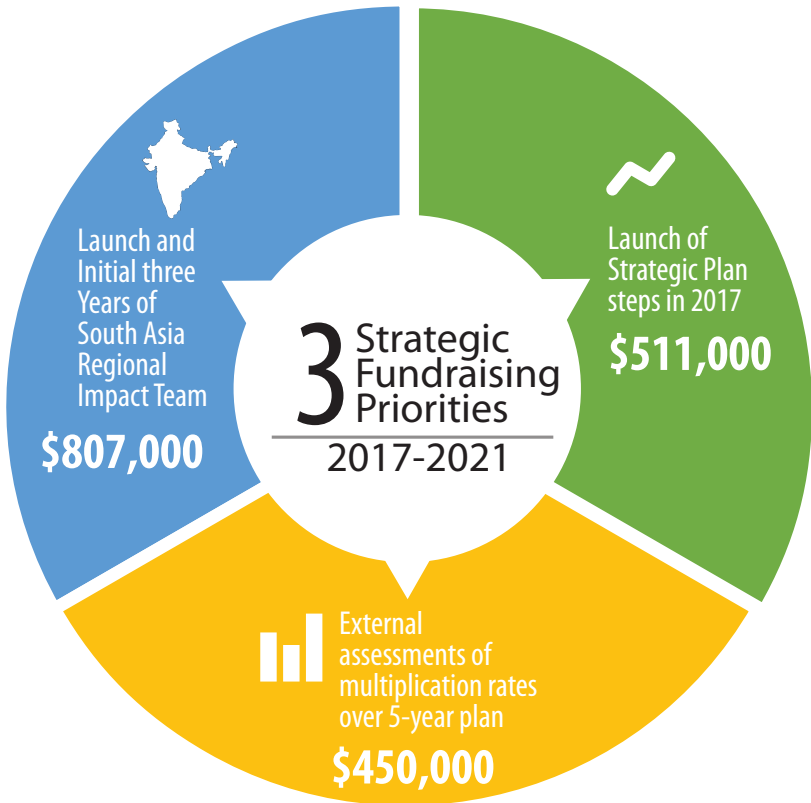 3 Strategic
Fundraising
Priorities
2017-2021
Launch of
Strategic Plan
steps in 2017
$511,000
External
assessments of
multiplication rates
over 5-year plan
$450,000
Launch and
Initial three
Years of
South Asia
Regional
Impact Team
$807,000